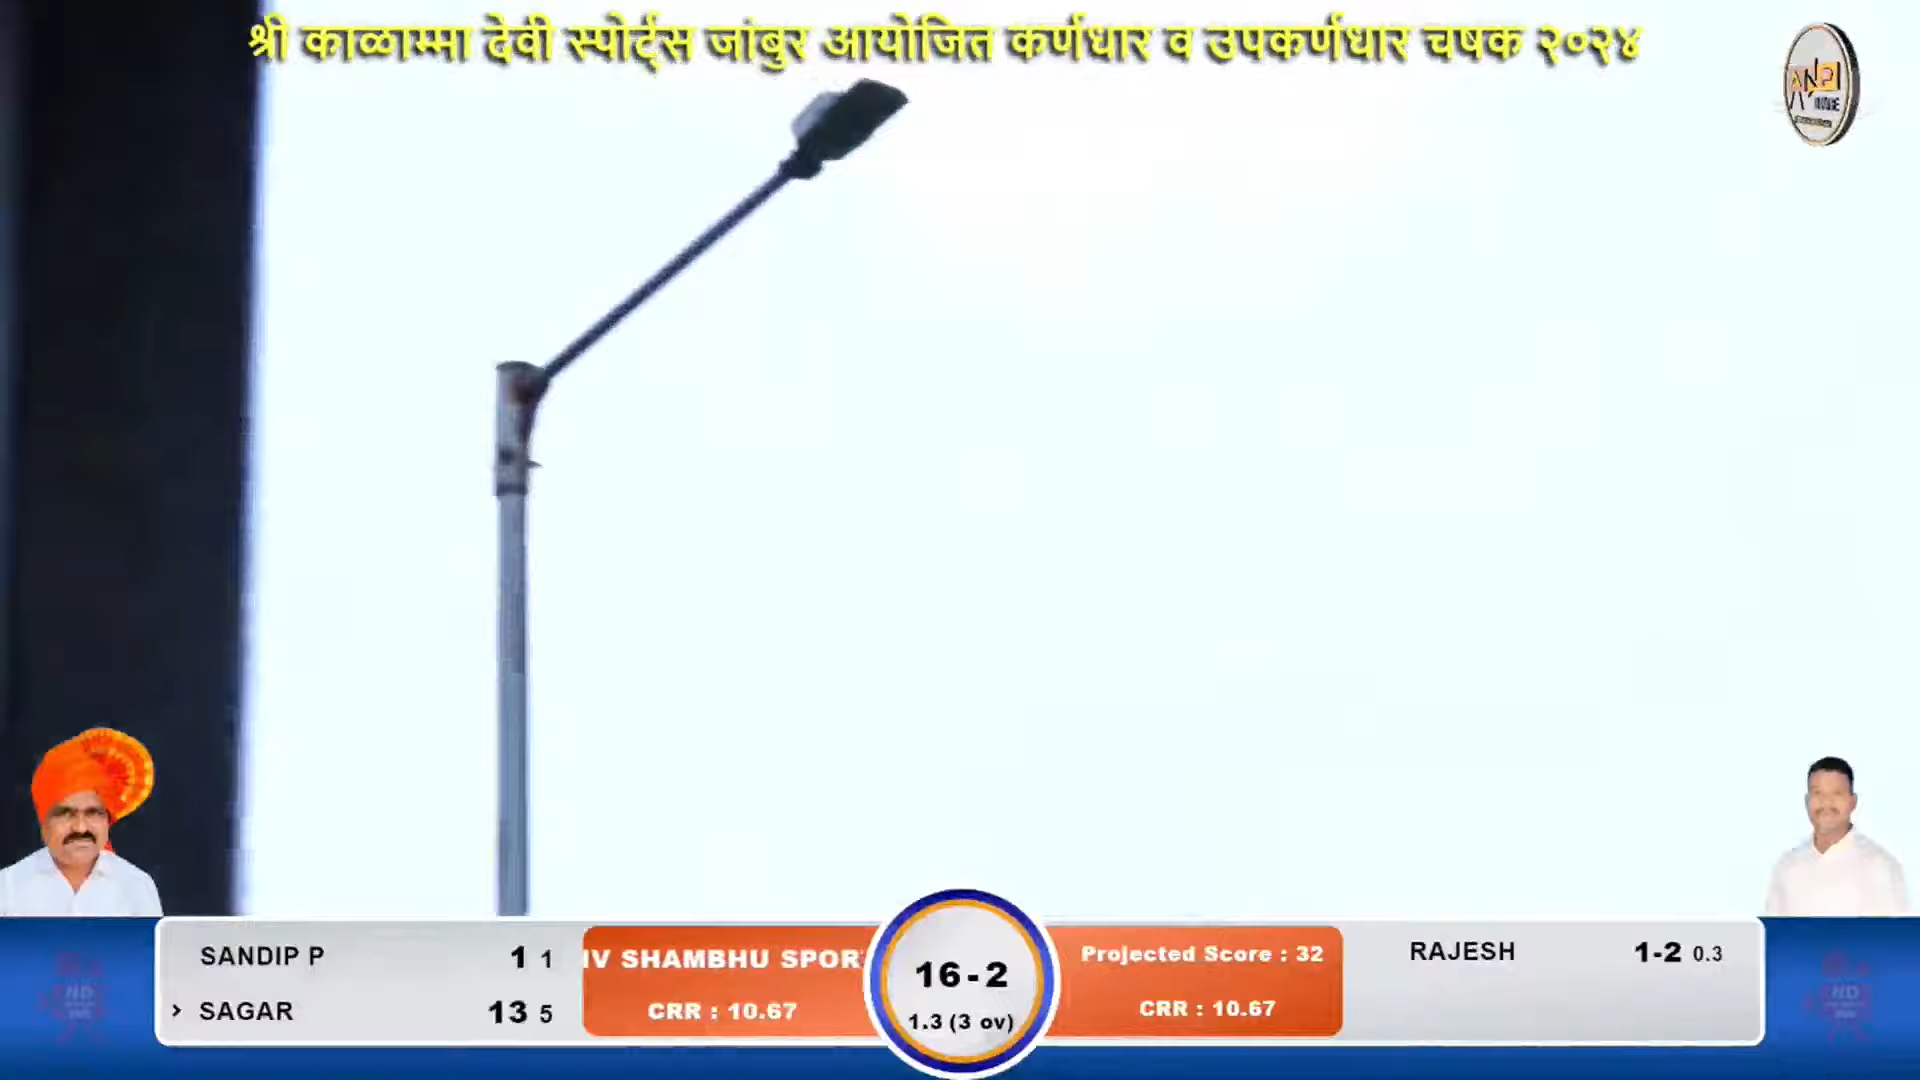 श्री काळाम्मा देवी स्पोर्ट्स जांबुर आयोजित कर्णधार व उपकर्णधार चषक २०२४
ANP
SANDIP P 1 1
> SAGAR 13 5
IV SHAMBHU SPOR
CRR : 10.67
16-2
1.3 (3 ov)
Projected Score : 32
CRR : 10.67
RAJESH 1-2 0.3